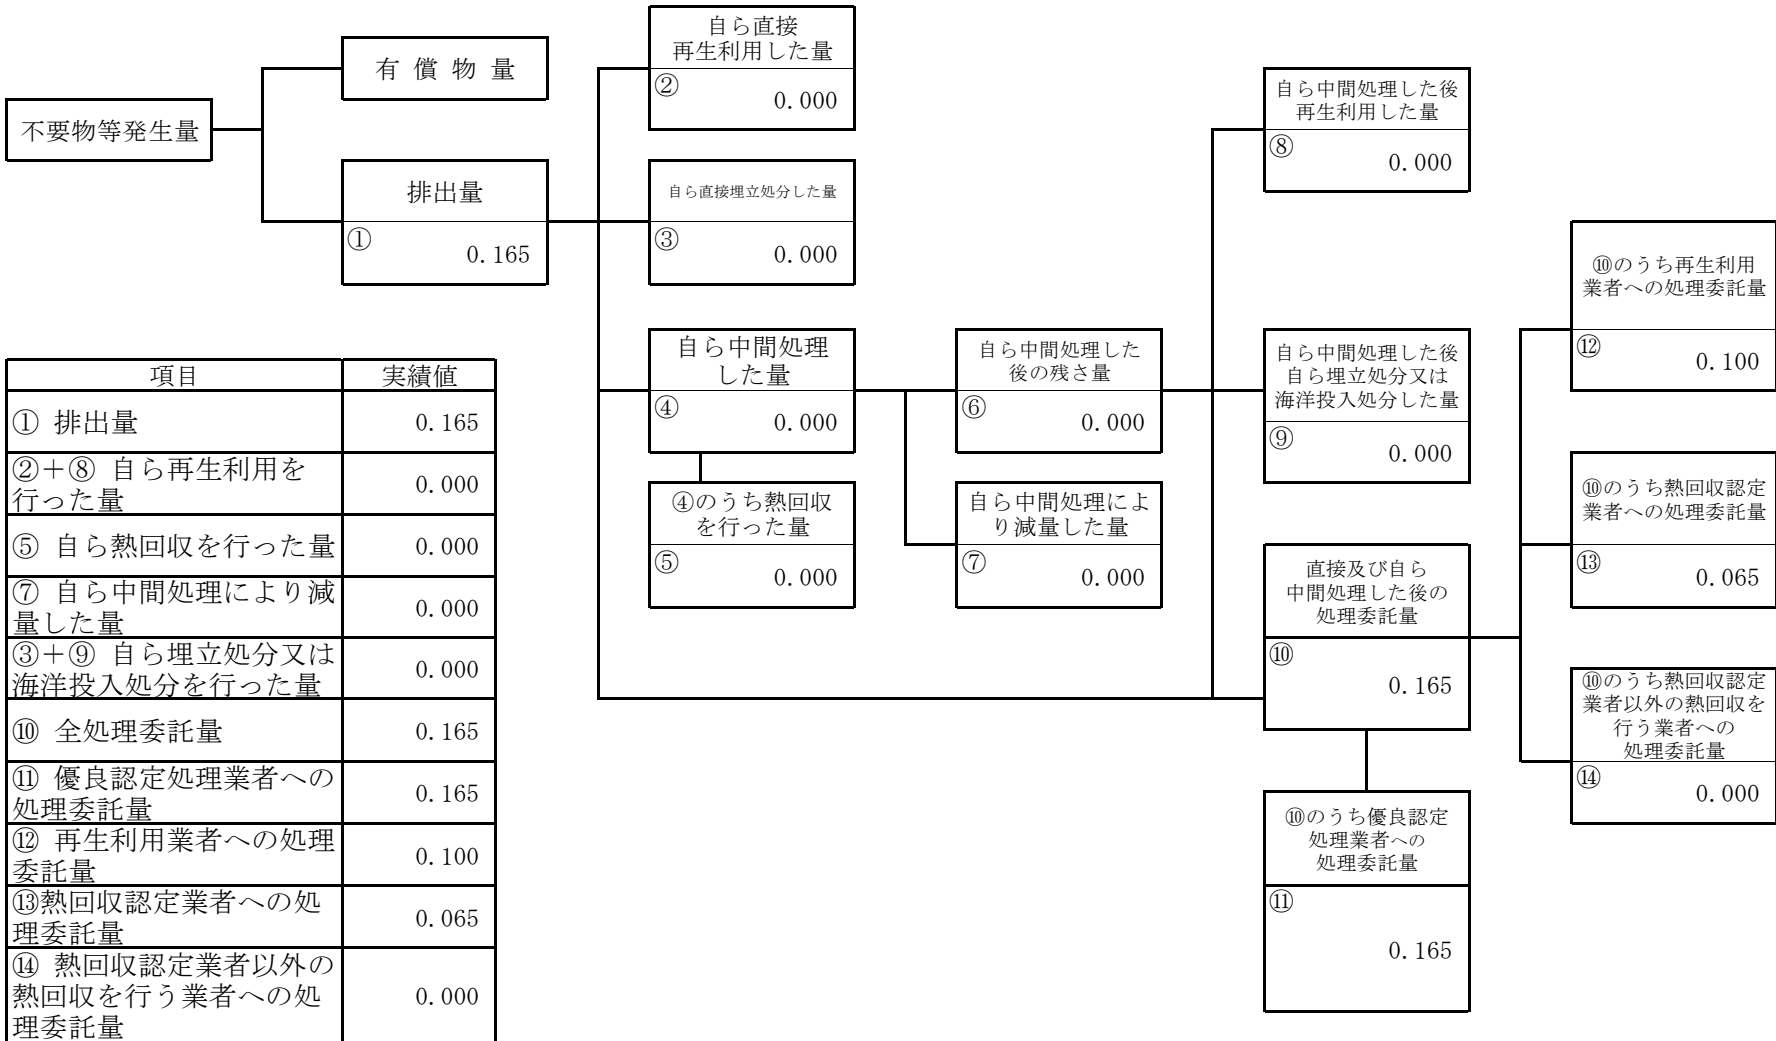 不要物等発生量
有 償 物 量
排出量
①
0.165
自ら直接
再生利用した量
②
0.000
自ら直接埋立処分した量
③
0.000
自ら中間処理
した量
④
0.000
④のうち熱回収
を行った量
⑤
0.000
自ら中間処理した
後の残さ量
⑥
0.000
自ら中間処理によ
り減量した量
⑦
0.000
自ら中間処理した後
再生利用した量
⑧
0.000
自ら中間処理した後
自ら埋立処分又は
海洋投入処分した量
⑨
0.000
直接及び自ら
中間処理した後の
処理委託量
⑩
0.165
⑩のうち優良認定
処理業者への
処理委託量
⑪
0.165
⑩のうち再生利用
業者への処理委託量
⑫
0.100
⑩のうち熱回収認定
業者への処理委託量
⑬
0.065
⑩のうち熱回収認定
業者以外の熱回収を
行う業者への
処理委託量
⑭
0.000
項目 実績値
① 排出量 0.165
②＋⑧ 自ら再生利用を
行った量
0.000
⑤ 自ら熱回収を行った量 0.000
⑦ 自ら中間処理により減
量した量
0.000
③＋⑨ 自ら埋立処分又は
海洋投入処分を行った量
0.000
⑩ 全処理委託量 0.165
⑪ 優良認定処理業者への
処理委託量
0.165
⑫ 再生利用業者への処理
委託量
0.100
⑬熱回収認定業者への処
理委託量
0.065
⑭ 熱回収認定業者以外の
熱回収を行う業者への処
理委託量
0.000